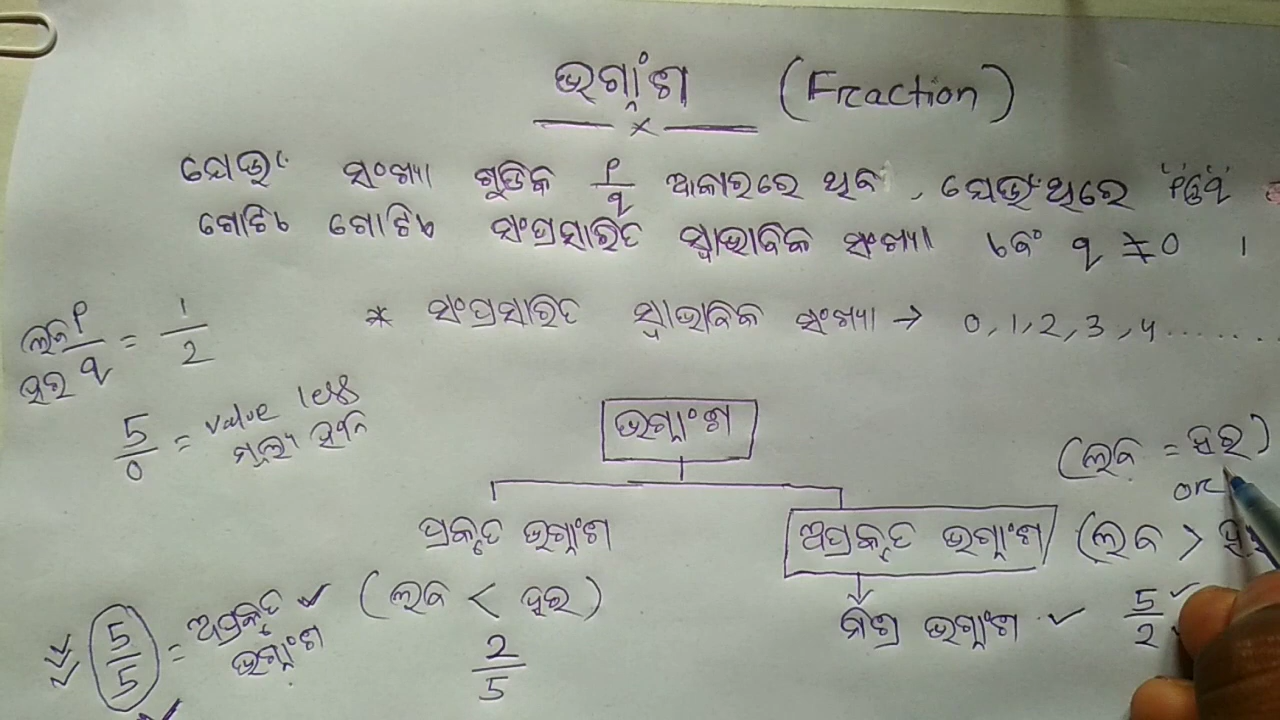 ଭଗ୍ନାଂଶ (Fraction)
ଯେଉଁ ସଂଖ୍ୟା ଗୁଡିକ p/q ଆକାରରେ ଥିବ, ଯେଉଁଥିରେ "p ଓ q"
ଗୋଟିଏ ଗୋଟିଏ ସଂପ୍ରସାରିତ ସ୍ୱାଭାବିକ ସଂଖ୍ୟା ଏବଂ q ≠ 0 ।
* ସଂପ୍ରସାରିତ ସ୍ୱାଭାବିକ ସଂଖ୍ୟା → 0, 1, 2, 3, 4.......
ଲବ p / ହର q = 1/2
5/0 = value less
ମୂଲ୍ୟ ହୀନ
ଭଗ୍ନାଂଶ
(ଲବ = ହର)
or
ପ୍ରକୃତ ଭଗ୍ନାଂଶ
ଅପ୍ରକୃତ ଭଗ୍ନାଂଶ (ଲବ >
(ଲବ < ହର)
2/5
ମିଶ୍ର ଭଗ୍ନାଂଶ ✓ 5/2
5/5 = ଅପ୍ରକୃତ ✓
ଭଗ୍ନାଂଶ